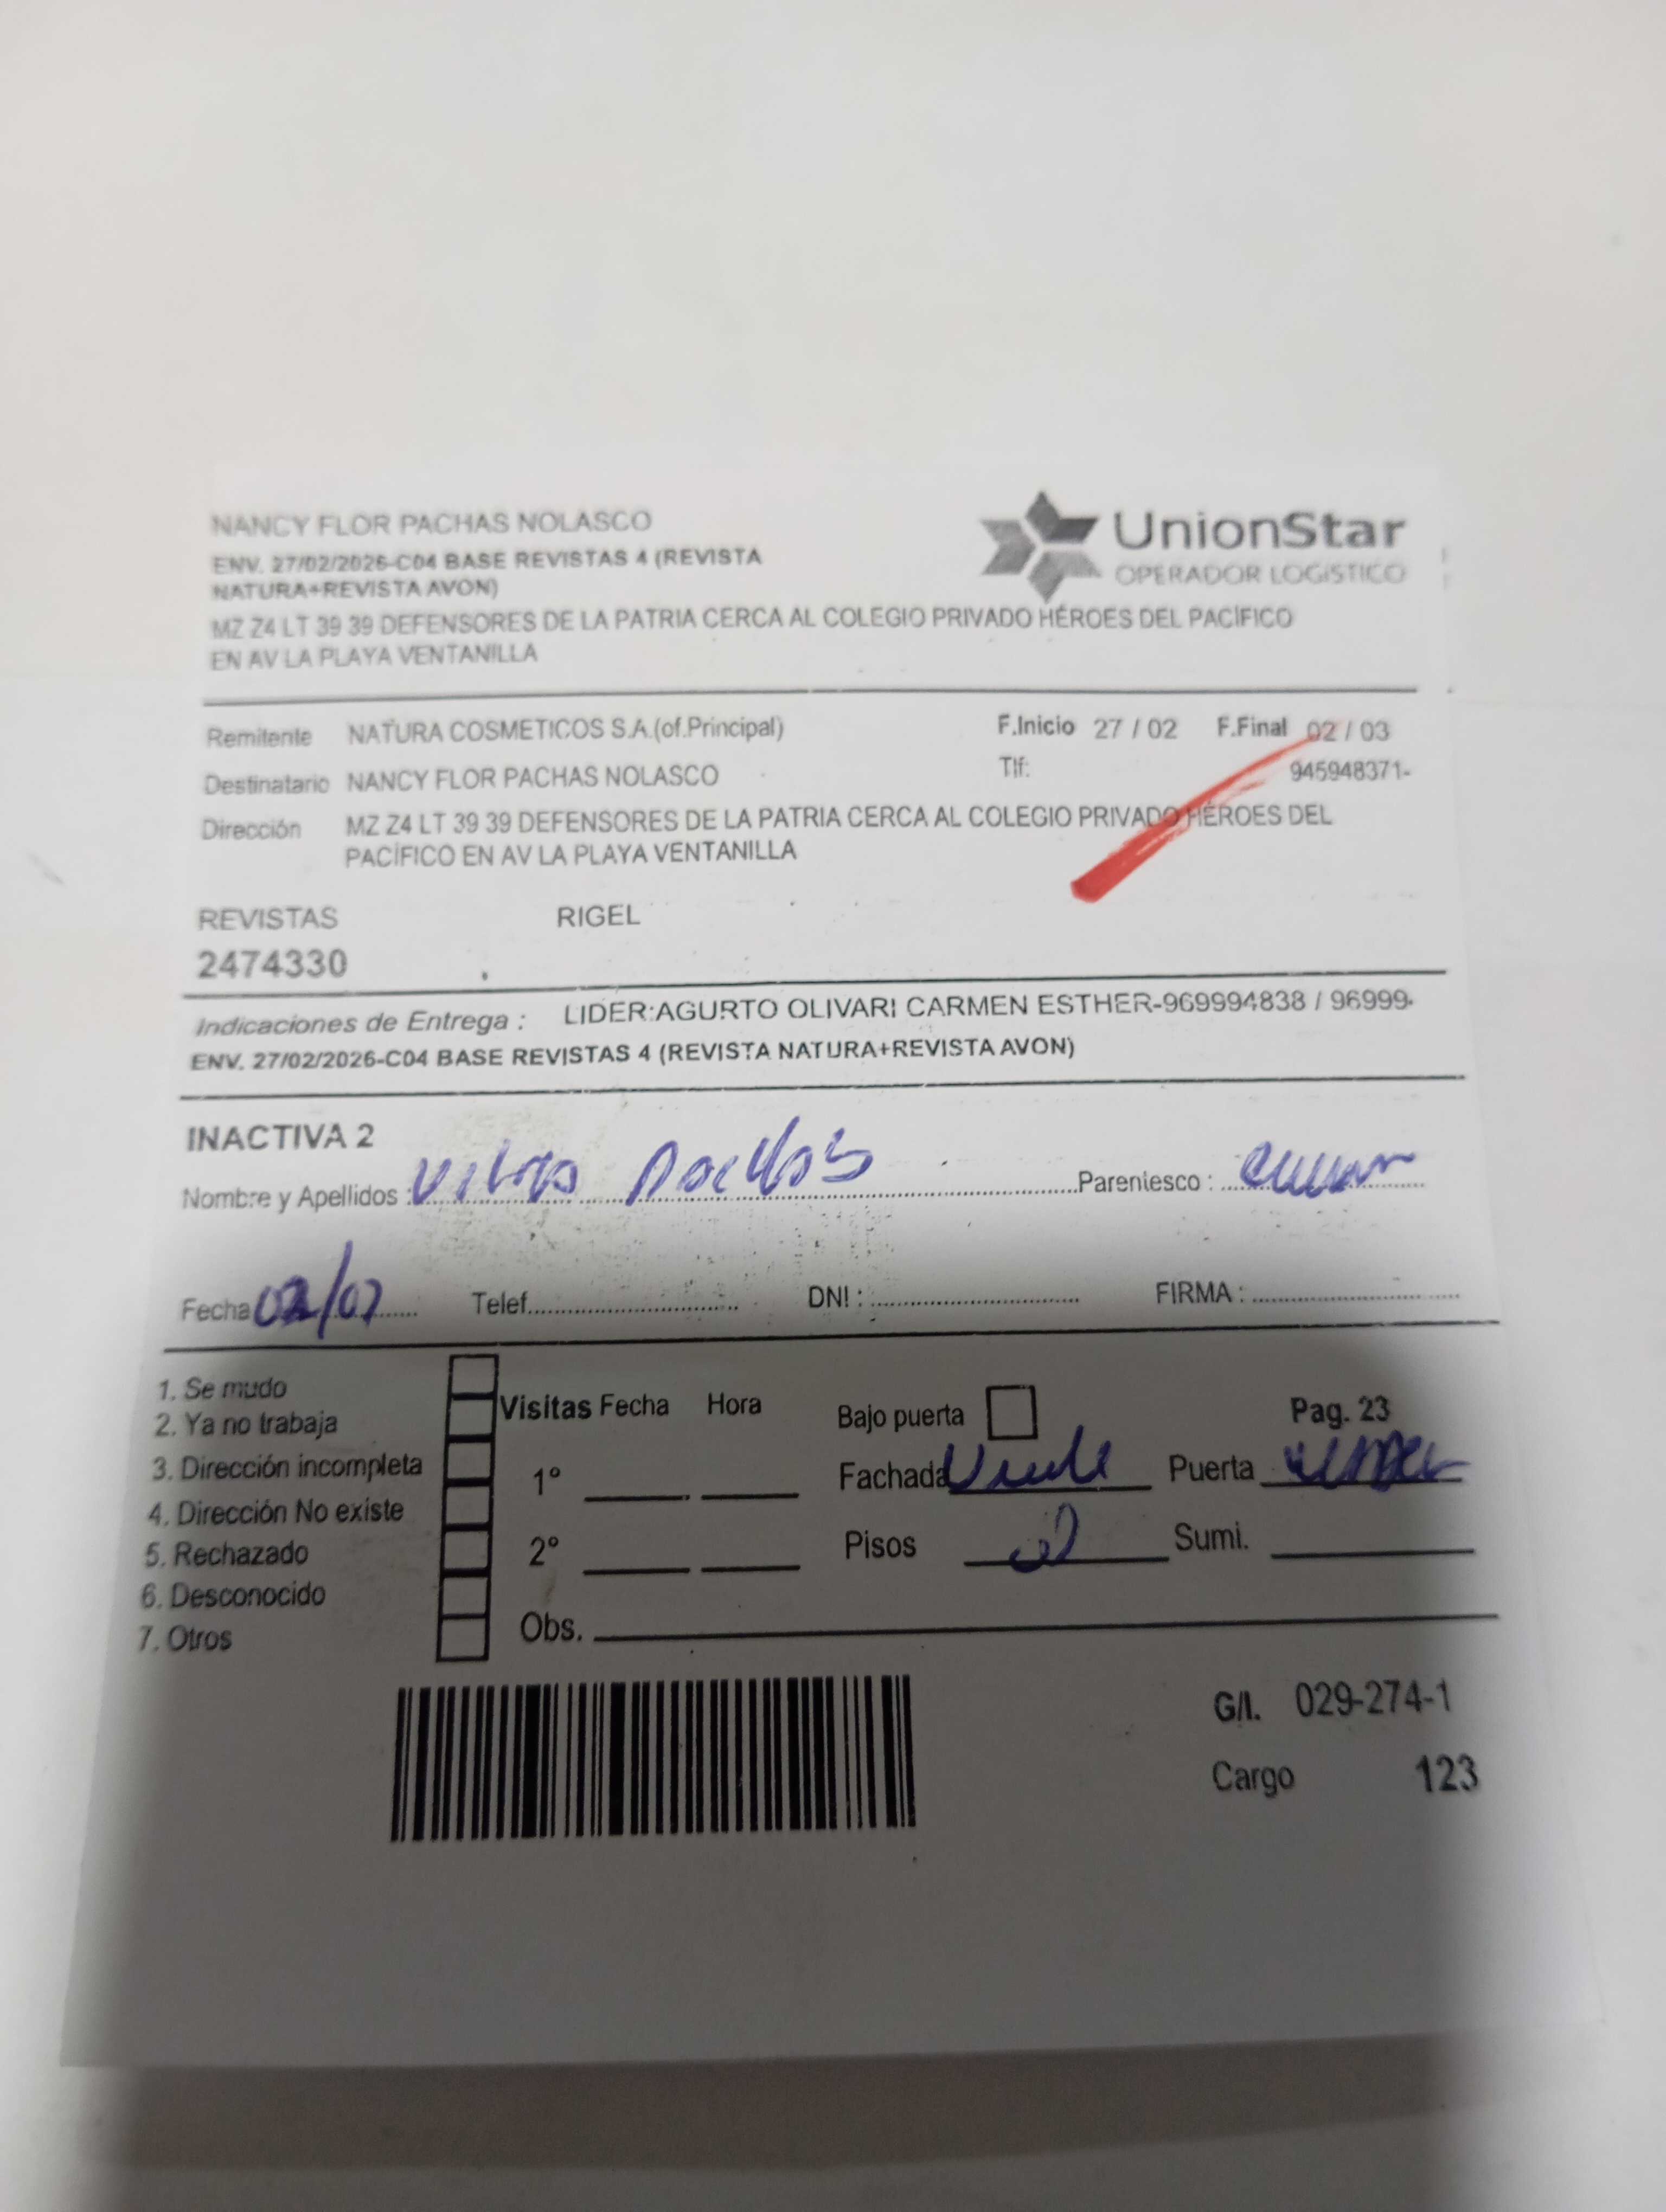 NANCY FLOR PACHAS NOLASCO
ENV. 27/02/2026-C04 BASE REVISTAS 4 (REVISTA
NATURA+REVISTA AVON)
MZ Z4 LT 39 39 DEFENSORES DE LA PATRIA CERCA AL COLEGIO PRIVADO HÉROES DEL PACÍFICO
EN AV LA PLAYA VENTANILLA
UnionStar
OPERADOR LOGISTICO
Remitente NATURA COSMETICOS S.A.(of.Principal) F.Inicio 27 / 02 F.Final 02 / 03
Destinatario NANCY FLOR PACHAS NOLASCO Tlf: 945948371-
Dirección MZ Z4 LT 39 39 DEFENSORES DE LA PATRIA CERCA AL COLEGIO PRIVADO HÉROES DEL
PACÍFICO EN AV LA PLAYA VENTANILLA
REVISTAS RIGEL
2474330
Indicaciones de Entrega : LIDER:AGURTO OLIVARI CARMEN ESTHER-969994838 / 96999-
ENV. 27/02/2026-C04 BASE REVISTAS 4 (REVISTA NATURA+REVISTA AVON)
INACTIVA 2
Nombre y Apellidos : Parentesco :
Fecha Telef. DNI : FIRMA :
1. Se mudo
2. Ya no trabaja
3. Dirección incompleta
4. Dirección No existe
5. Rechazado
6. Desconocido
7. Otros
Visitas Fecha Hora
1°
2°
Obs.
Bajo puerta Pag. 23
Fachada Puerta
Pisos Sumi.
G/I. 029-274-1
Cargo 123